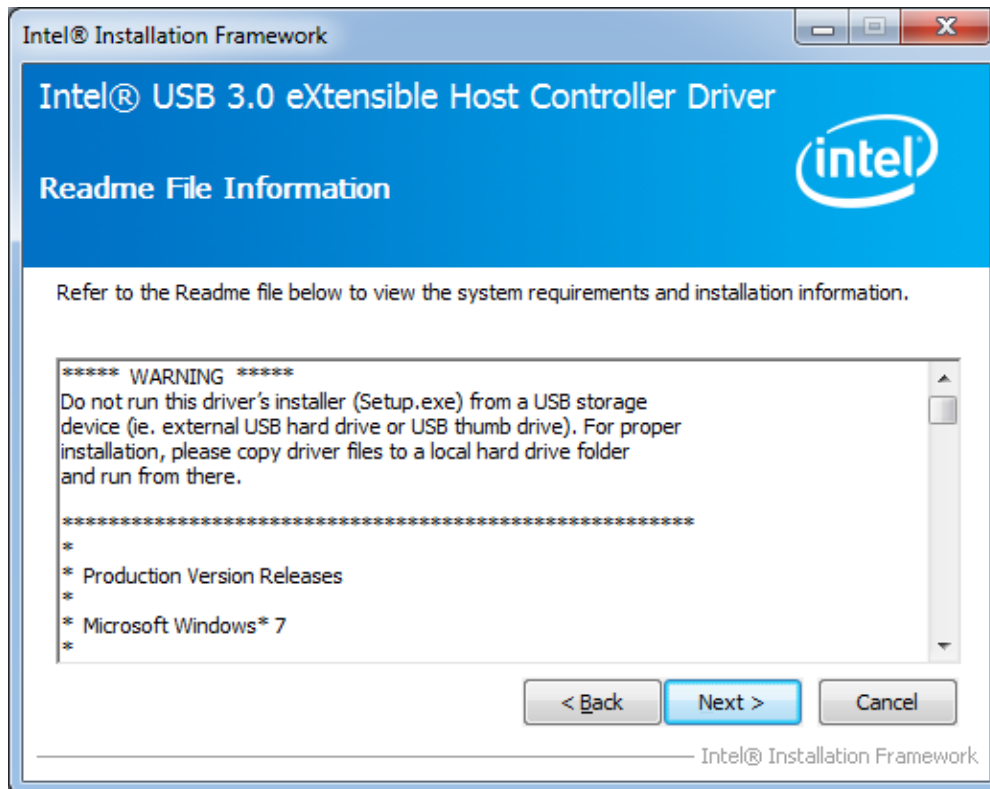 Intel® Installation Framework
Intel® USB 3.0 eXtensible Host Controller Driver
intel®
Readme File Information
Refer to the Readme file below to view the system requirements and installation information.
***** WARNING *****
Do not run this driver’s installer (Setup.exe) from a USB storage
device (ie. external USB hard drive or USB thumb drive). For proper
installation, please copy driver files to a local hard drive folder
and run from there.
*******************************************************
*
* Production Version Releases
*
* Microsoft Windows* 7
*
< Back
Next >
Cancel
Intel® Installation Framework